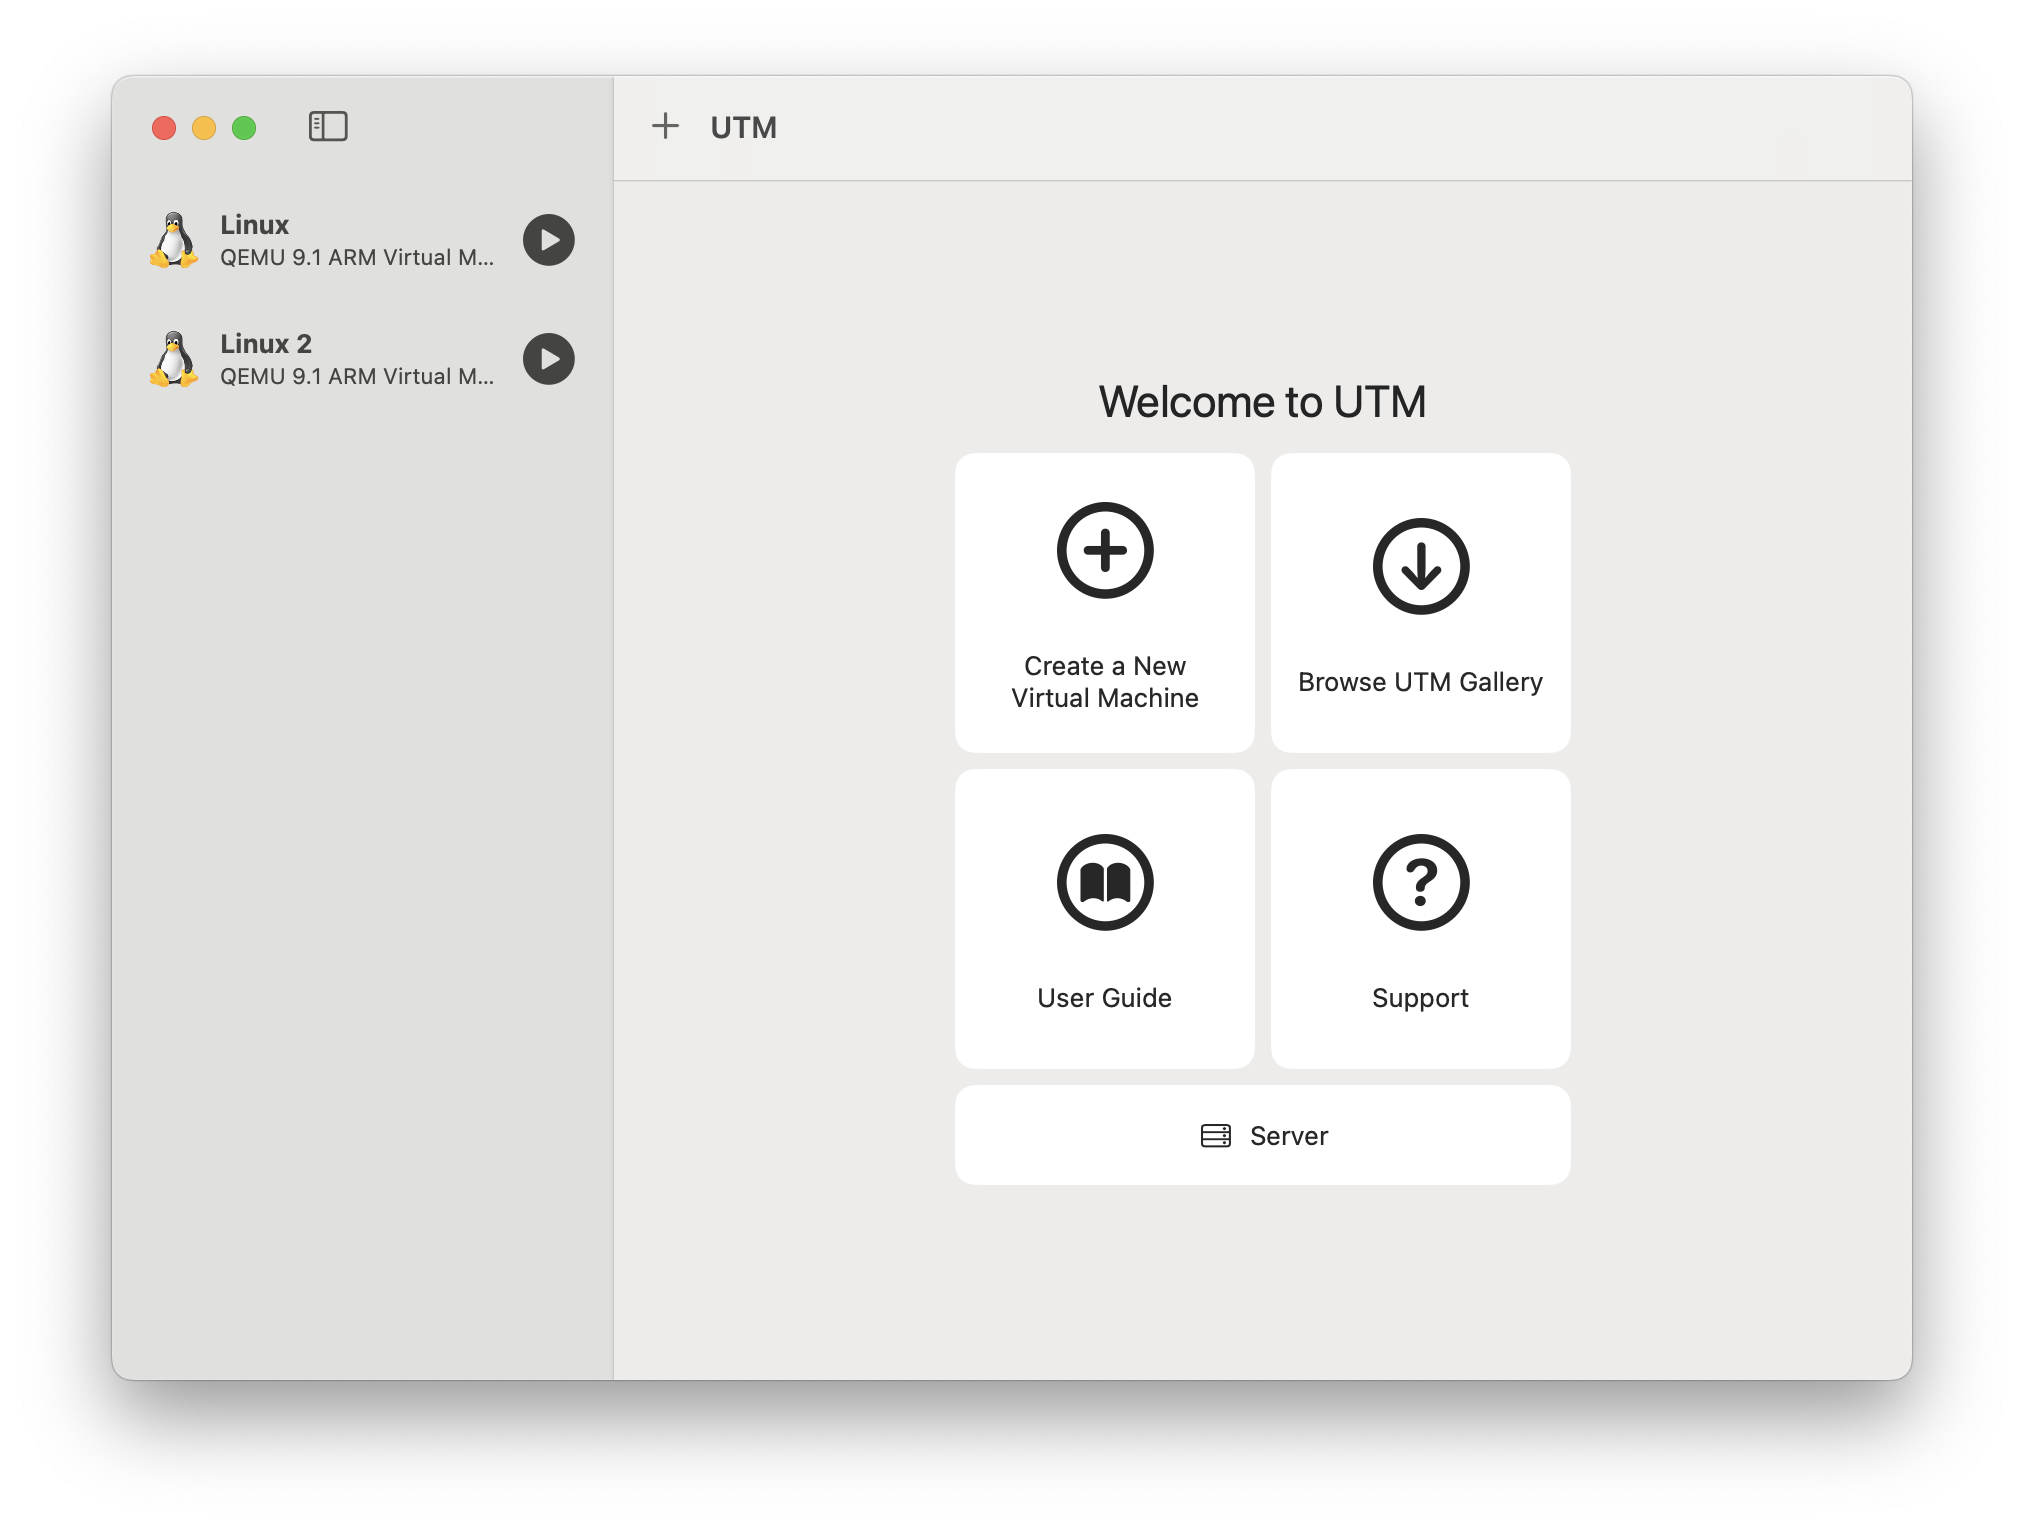 UTM
Linux
QEMU 9.1 ARM Virtual M...
Linux 2
QEMU 9.1 ARM Virtual M...
Welcome to UTM
Create a New
Virtual Machine
Browse UTM Gallery
User Guide
Support
Server